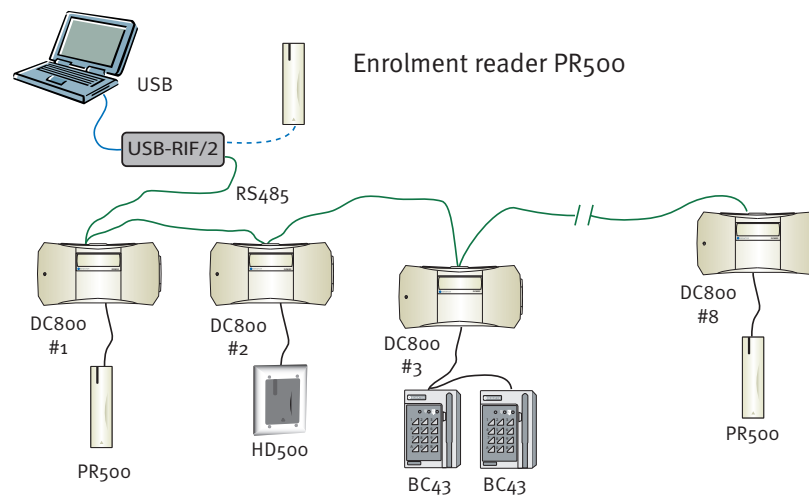 Enrolment reader PR500
USB
USB-RIF/2
RS485
DC800
#1
DC800
#2
DC800
#3
DC800
#8
PR500
HD500
BC43
BC43
PR500